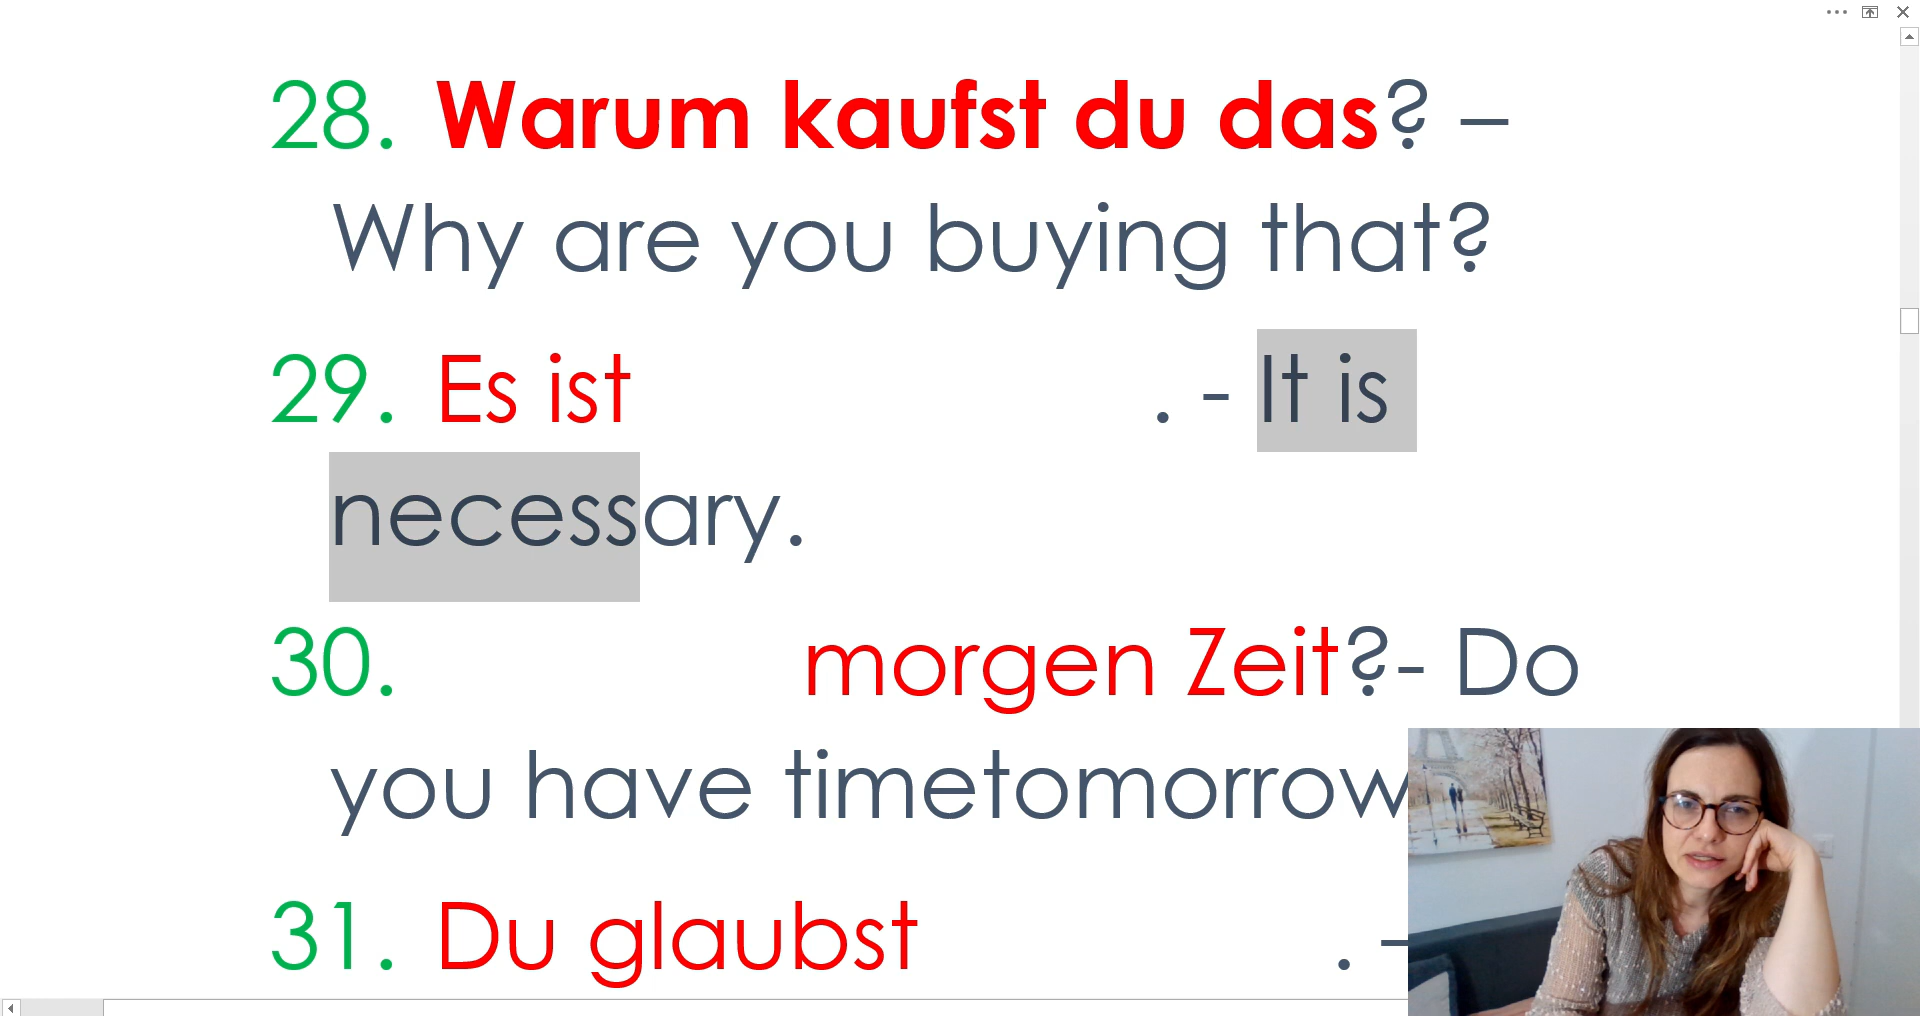 28. Warum kaufst du das? –
Why are you buying that?
29. Es ist . - It is
necessary.
30. morgen Zeit?- Do
you have timetomorrow
31. Du glaubst . –